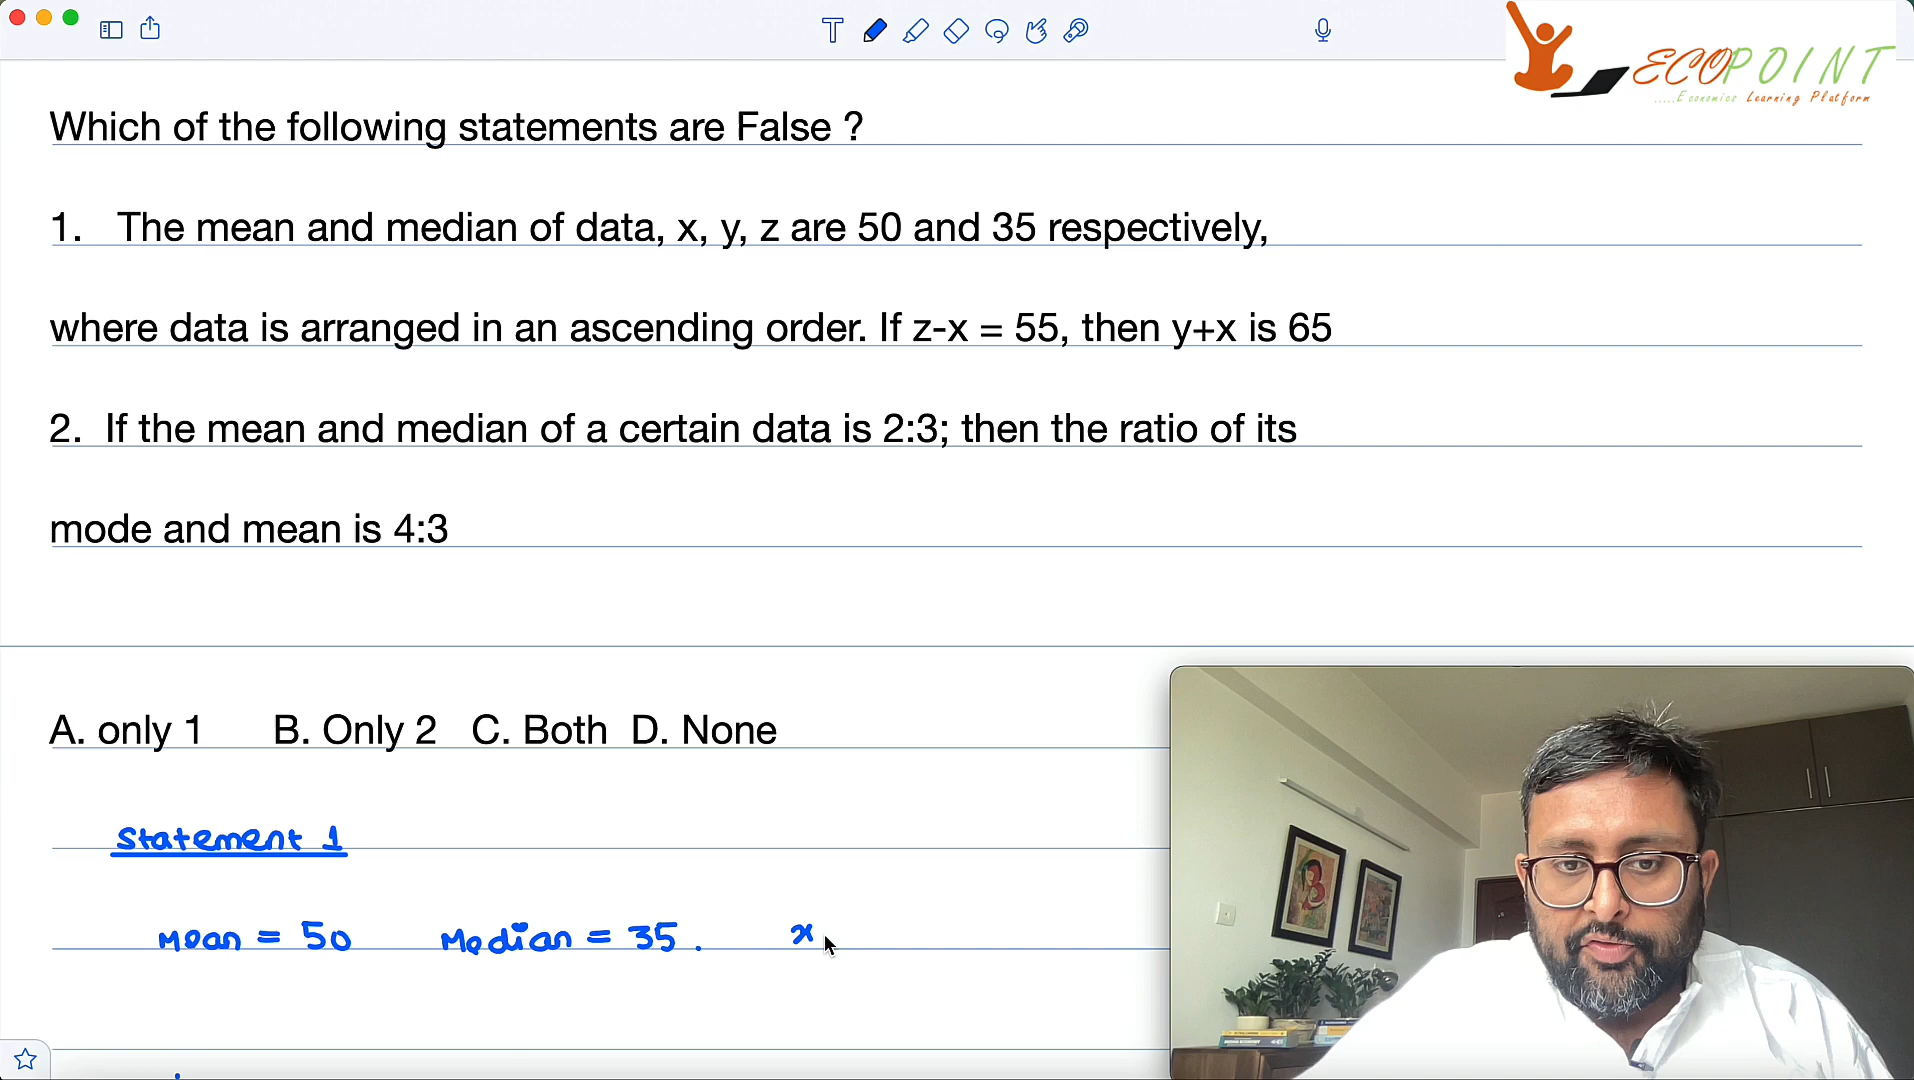 ECOPOINT
.....Economics Learning Platform
Which of the following statements are False ?
1. The mean and median of data, x, y, z are 50 and 35 respectively,
where data is arranged in an ascending order. If z-x = 55, then y+x is 65
2. If the mean and median of a certain data is 2:3; then the ratio of its
mode and mean is 4:3
A. only 1 B. Only 2 C. Both D. None
Statement 1
Mean = 50 Median = 35 . x